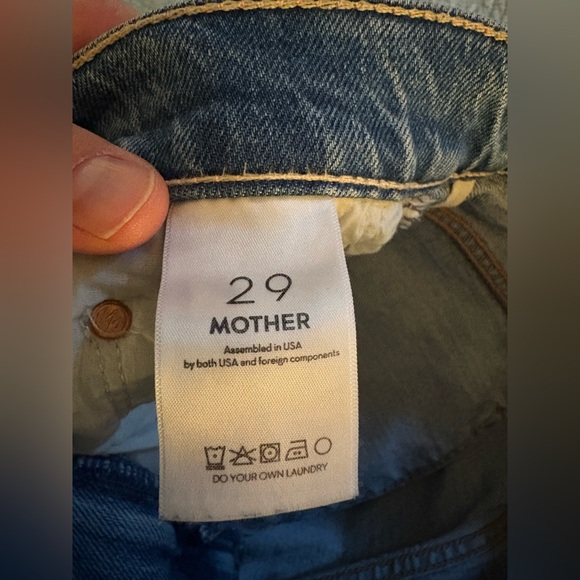 29
MOTHER
Assembled in USA
by both USA and foreign components
DO YOUR OWN LAUNDRY